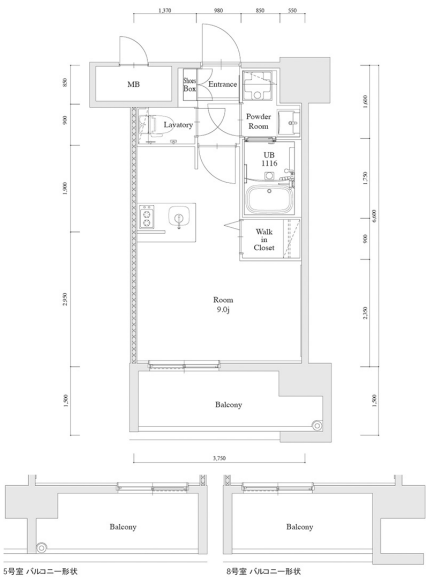 1,370 980 850 550
MB
Shoes
Box
Entrance
850
1,600
900
Lavatory
Powder
Room
UB
1116
1,750
6,600
1,900
Walk
in
Closet
900
Room
9.0j
2,950
2,350
Balcony
1,500
1,500
3,750
Balcony
Balcony
5号室 バルコニー形状
8号室 バルコニー形状